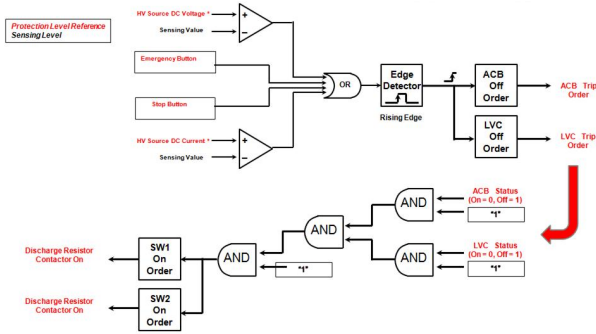 Protection Level Reference
Sensing Level
HV Source DC Voltage *
+
Sensing Value
−
Emergency Button
Stop Button
HV Source DC Current *
+
Sensing Value
−
OR
Edge
Detector
Rising Edge
ACB
Off
Order
ACB Trip
Order
LVC
Off
Order
LVC Trip
Order
ACB Status
(On = 0, Off = 1)
"1"
AND
AND
LVC Status
(On = 0, Off = 1)
"1"
AND
AND
"1"
SW1
On
Order
Discharge Resistor
Contactor On
SW2
On
Order
Discharge Resistor
Contactor On